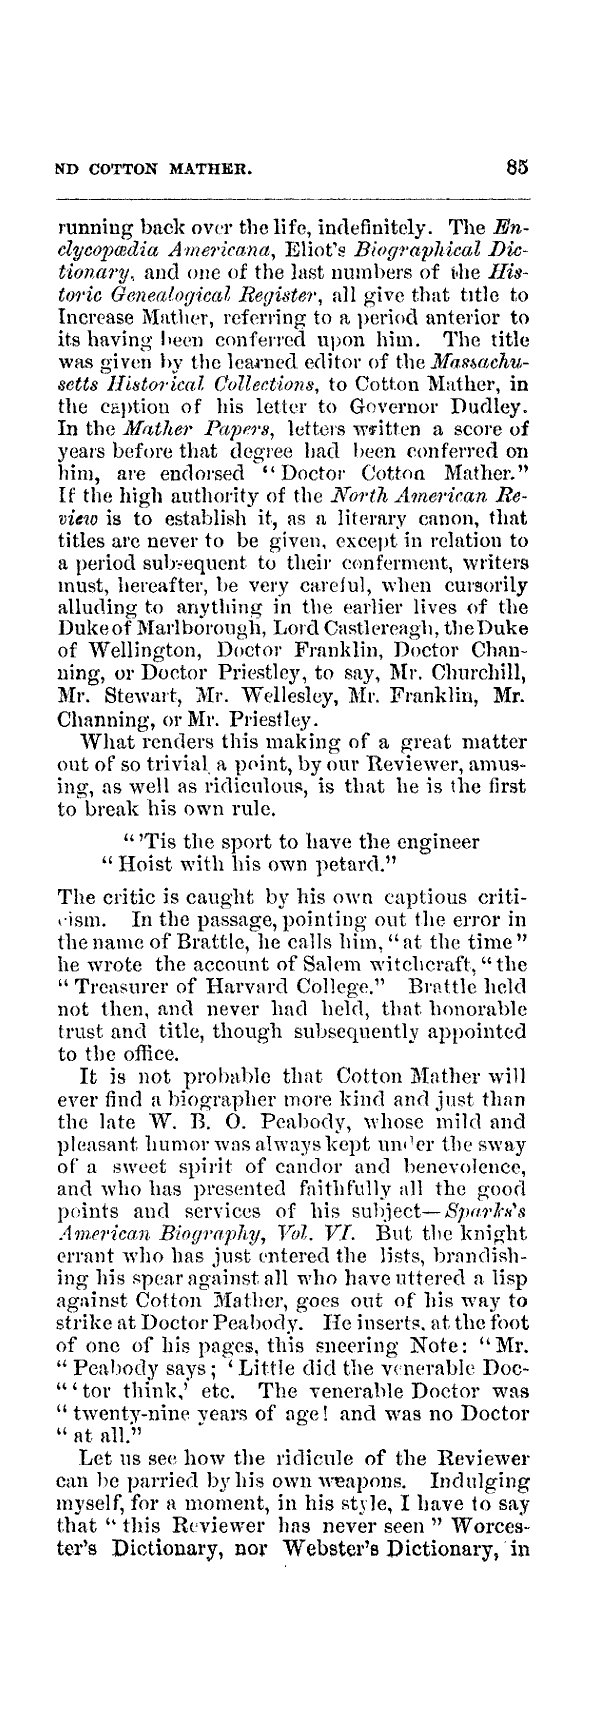 ND COTTON MATHER. 85
running back over the life, indefinitely. The En-
clycopœdia Americana, Eliot's Biographical Dic-
tionary, and one of the last numbers of the His-
toric Genealogical Register, all give that title to
Increase Mather, referring to a period anterior to
its having been conferred upon him. The title
was given by the learned editor of the Massachu-
setts Historical Collections, to Cotton Mather, in
the caption of his letter to Governor Dudley.
In the Mather Papers, letters written a score of
years before that degree had been conferred on
him, are endorsed “Doctor Cotton Mather.”
If the high authority of the North American Re-
view is to establish it, as a literary canon, that
titles are never to be given, except in relation to
a period subsequent to their conferment, writers
must, hereafter, be very careful, when cursorily
alluding to anything in the earlier lives of the
Duke of Marlborough, Lord Castlereagh, the Duke
of Wellington, Doctor Franklin, Doctor Chan-
ning, or Doctor Priestley, to say, Mr. Churchill,
Mr. Stewart, Mr. Wellesley, Mr. Franklin, Mr.
Channing, or Mr. Priestley.
What renders this making of a great matter
out of so trivial a point, by our Reviewer, amus-
ing, as well as ridiculous, is that he is the first
to break his own rule.
“'Tis the sport to have the engineer
“Hoist with his own petard.”
The critic is caught by his own captious criti-
cism. In the passage, pointing out the error in
the name of Brattle, he calls him, “at the time”
he wrote the account of Salem witchcraft, “the
“Treasurer of Harvard College.” Brattle held
not then, and never had held, that honorable
trust and title, though subsequently appointed
to the office.
It is not probable that Cotton Mather will
ever find a biographer more kind and just than
the late W. B. O. Peabody, whose mild and
pleasant humor was always kept under the sway
of a sweet spirit of candor and benevolence,
and who has presented faithfully all the good
points and services of his subject—Sparks's
American Biography, Vol. VI. But the knight
errant who has just entered the lists, brandish-
ing his spear against all who have uttered a lisp
against Cotton Mather, goes out of his way to
strike at Doctor Peabody. He inserts, at the foot
of one of his pages, this sneering Note: “Mr.
“Peabody says; ‘Little did the venerable Doc-
“‘tor think,’ etc. The venerable Doctor was
“twenty-nine years of age! and was no Doctor
“at all.”
Let us see how the ridicule of the Reviewer
can be parried by his own weapons. Indulging
myself, for a moment, in his style, I have to say
that “this Reviewer has never seen” Worces-
ter's Dictionary, nor Webster's Dictionary, in